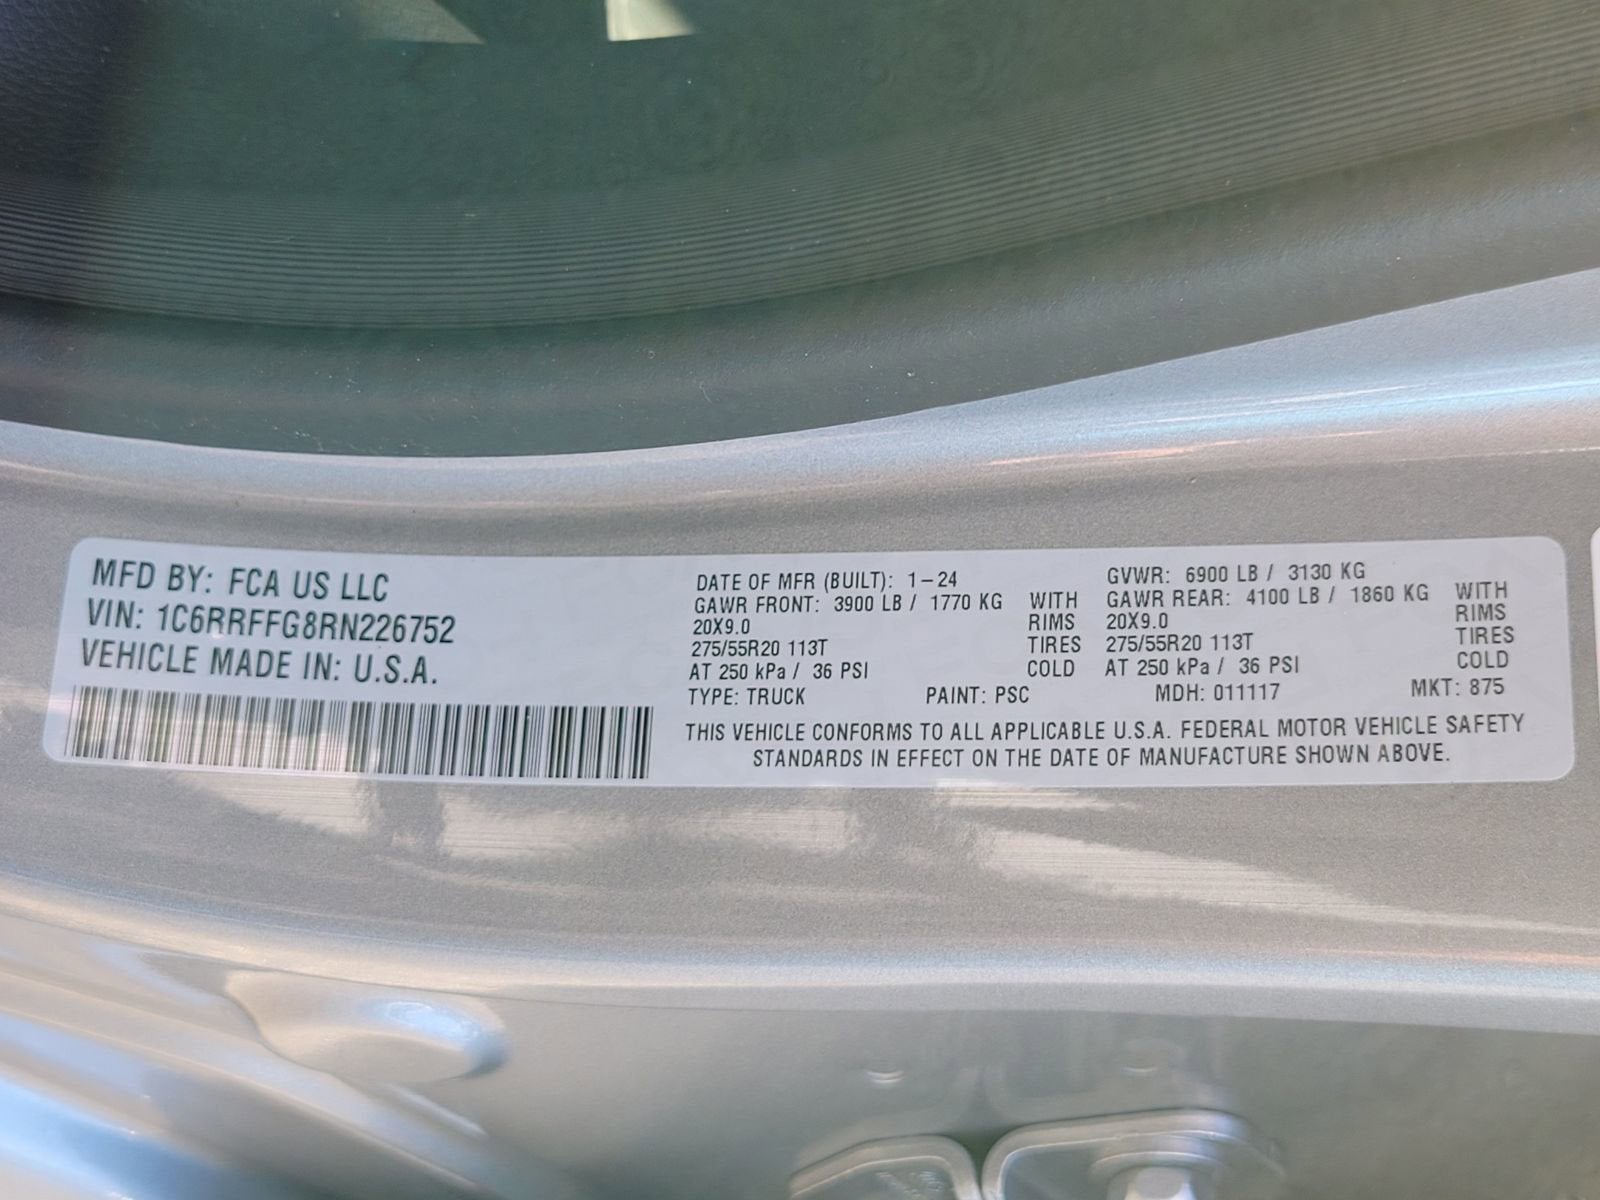 MFD BY: FCA US LLC
VIN: 1C6RRFFG8RN226752
VEHICLE MADE IN: U.S.A.
DATE OF MFR (BUILT): 1-24 GVWR: 6900 LB / 3130 KG
GAWR FRONT: 3900 LB / 1770 KG WITH GAWR REAR: 4100 LB / 1860 KG WITH
20X9.0 RIMS 20X9.0 RIMS
275/55R20 113T TIRES 275/55R20 113T TIRES
AT 250 kPa / 36 PSI COLD AT 250 kPa / 36 PSI COLD
TYPE: TRUCK PAINT: PSC MDH: 011117 MKT: 875
THIS VEHICLE CONFORMS TO ALL APPLICABLE U.S.A. FEDERAL MOTOR VEHICLE SAFETY
STANDARDS IN EFFECT ON THE DATE OF MANUFACTURE SHOWN ABOVE.